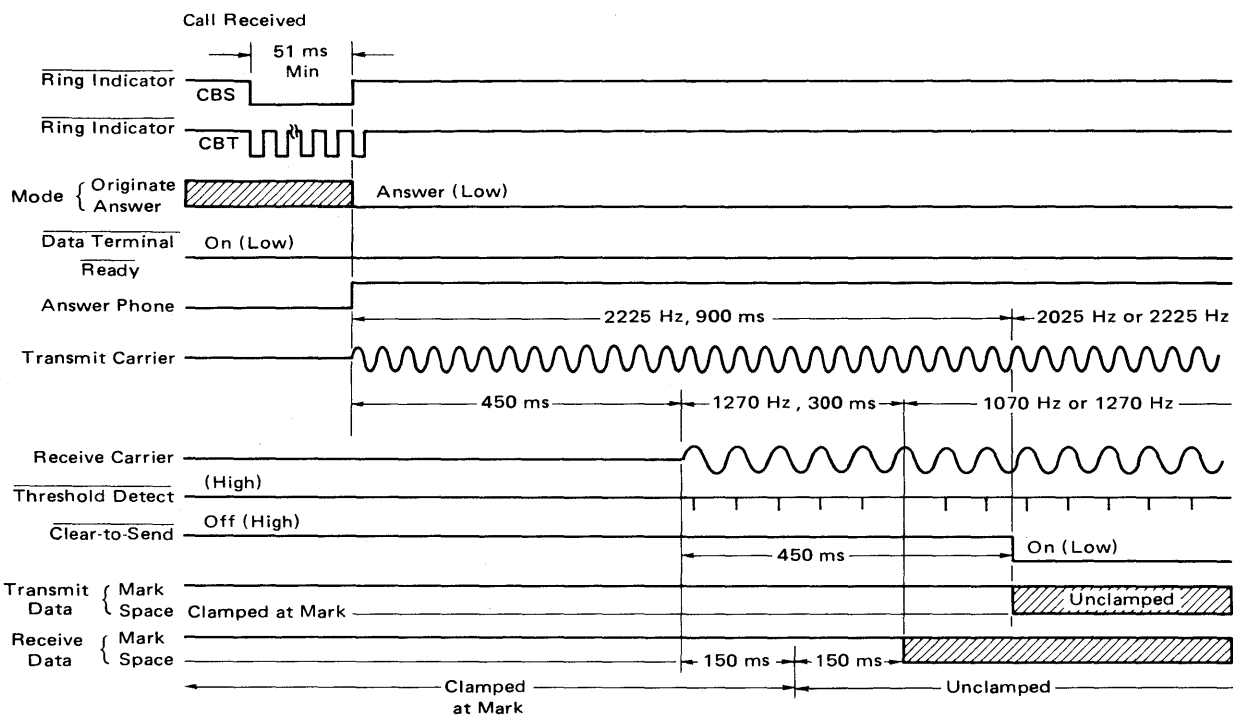 Call Received
51 ms
Min
Ring Indicator
CBS
Ring Indicator
CBT
Mode { Originate
Answer
Answer (Low)
Data Terminal
Ready
On (Low)
Answer Phone
2225 Hz, 900 ms
2025 Hz or 2225 Hz
Transmit Carrier
450 ms
1270 Hz , 300 ms
1070 Hz or 1270 Hz
Receive Carrier
(High)
Threshold Detect
Off (High)
Clear-to-Send
450 ms
On (Low)
Transmit
Data
{ Mark
Space
Clamped at Mark
Unclamped
Receive
Data
{ Mark
Space
150 ms
150 ms
Clamped
at Mark
Unclamped